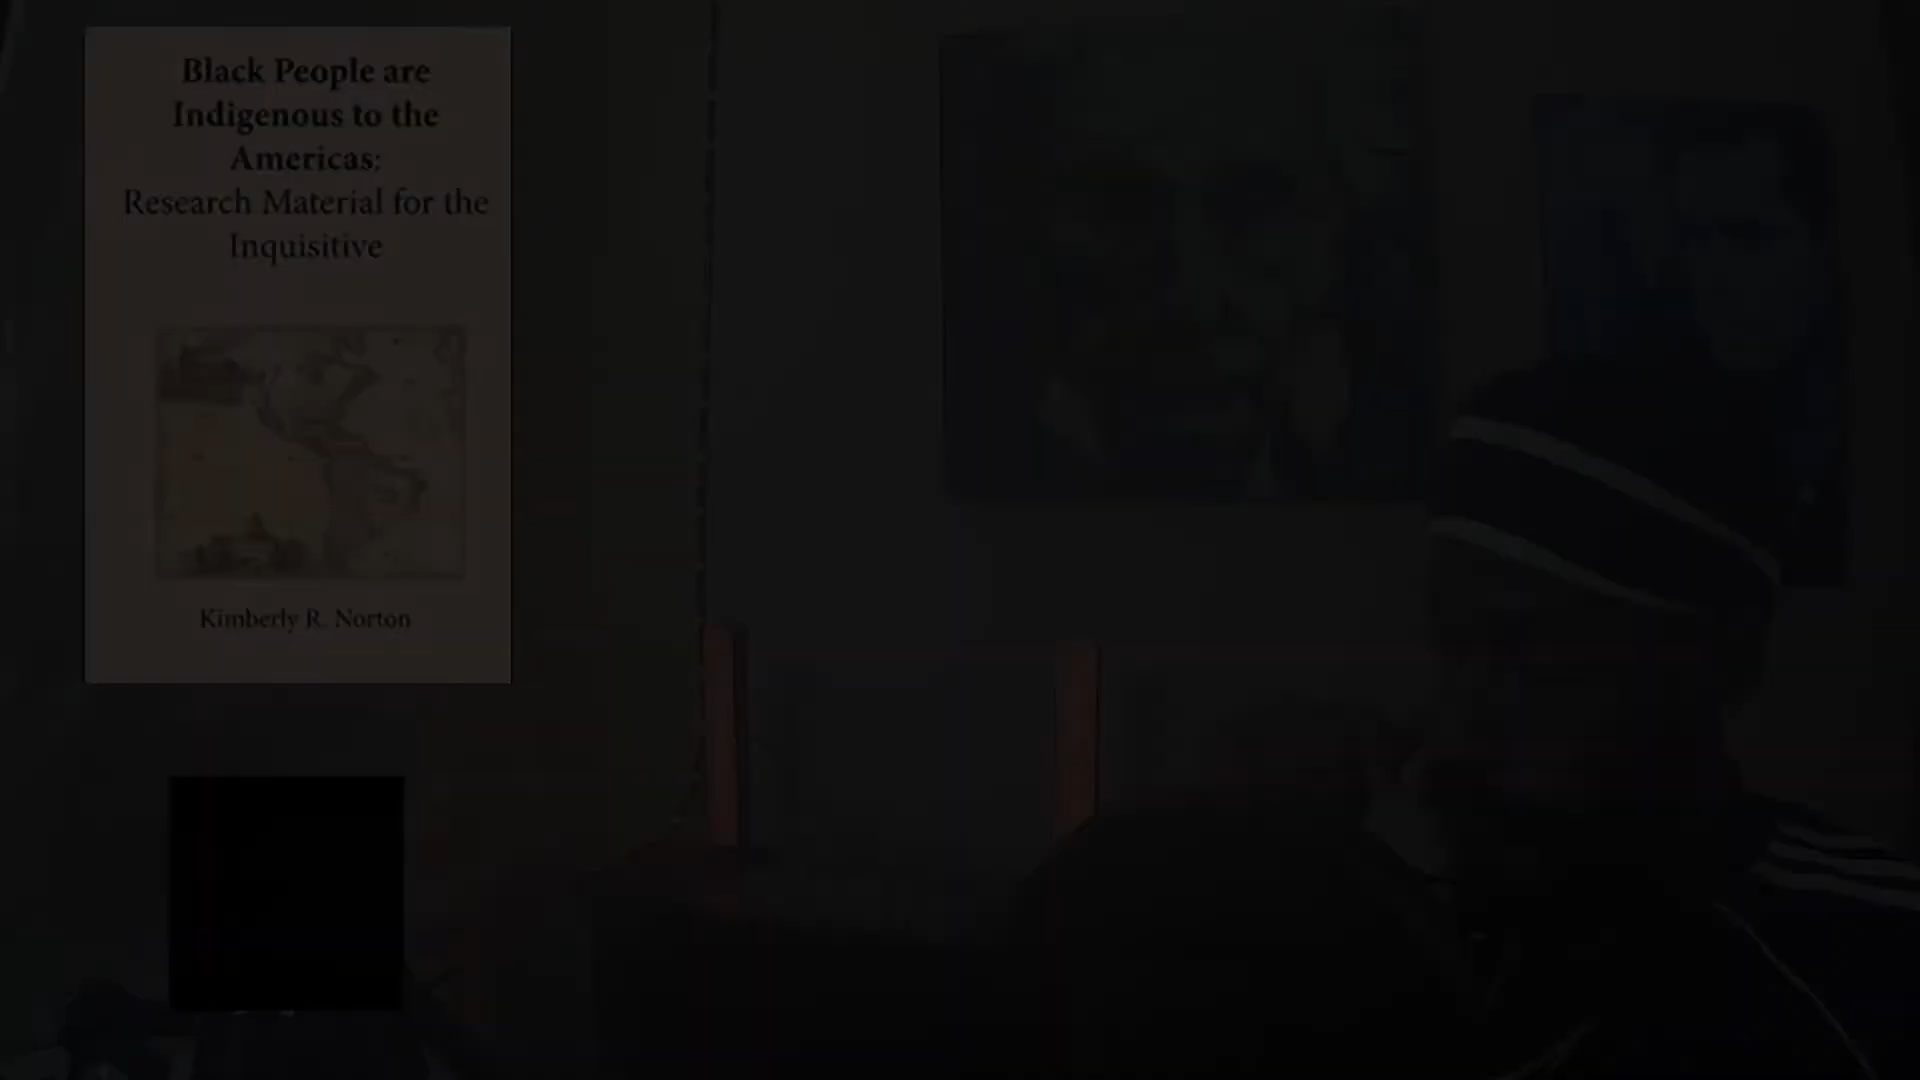 Black People are
Indigenous to the
Americas:
Research Material for the
Inquisitive
Kimberly R. Norton